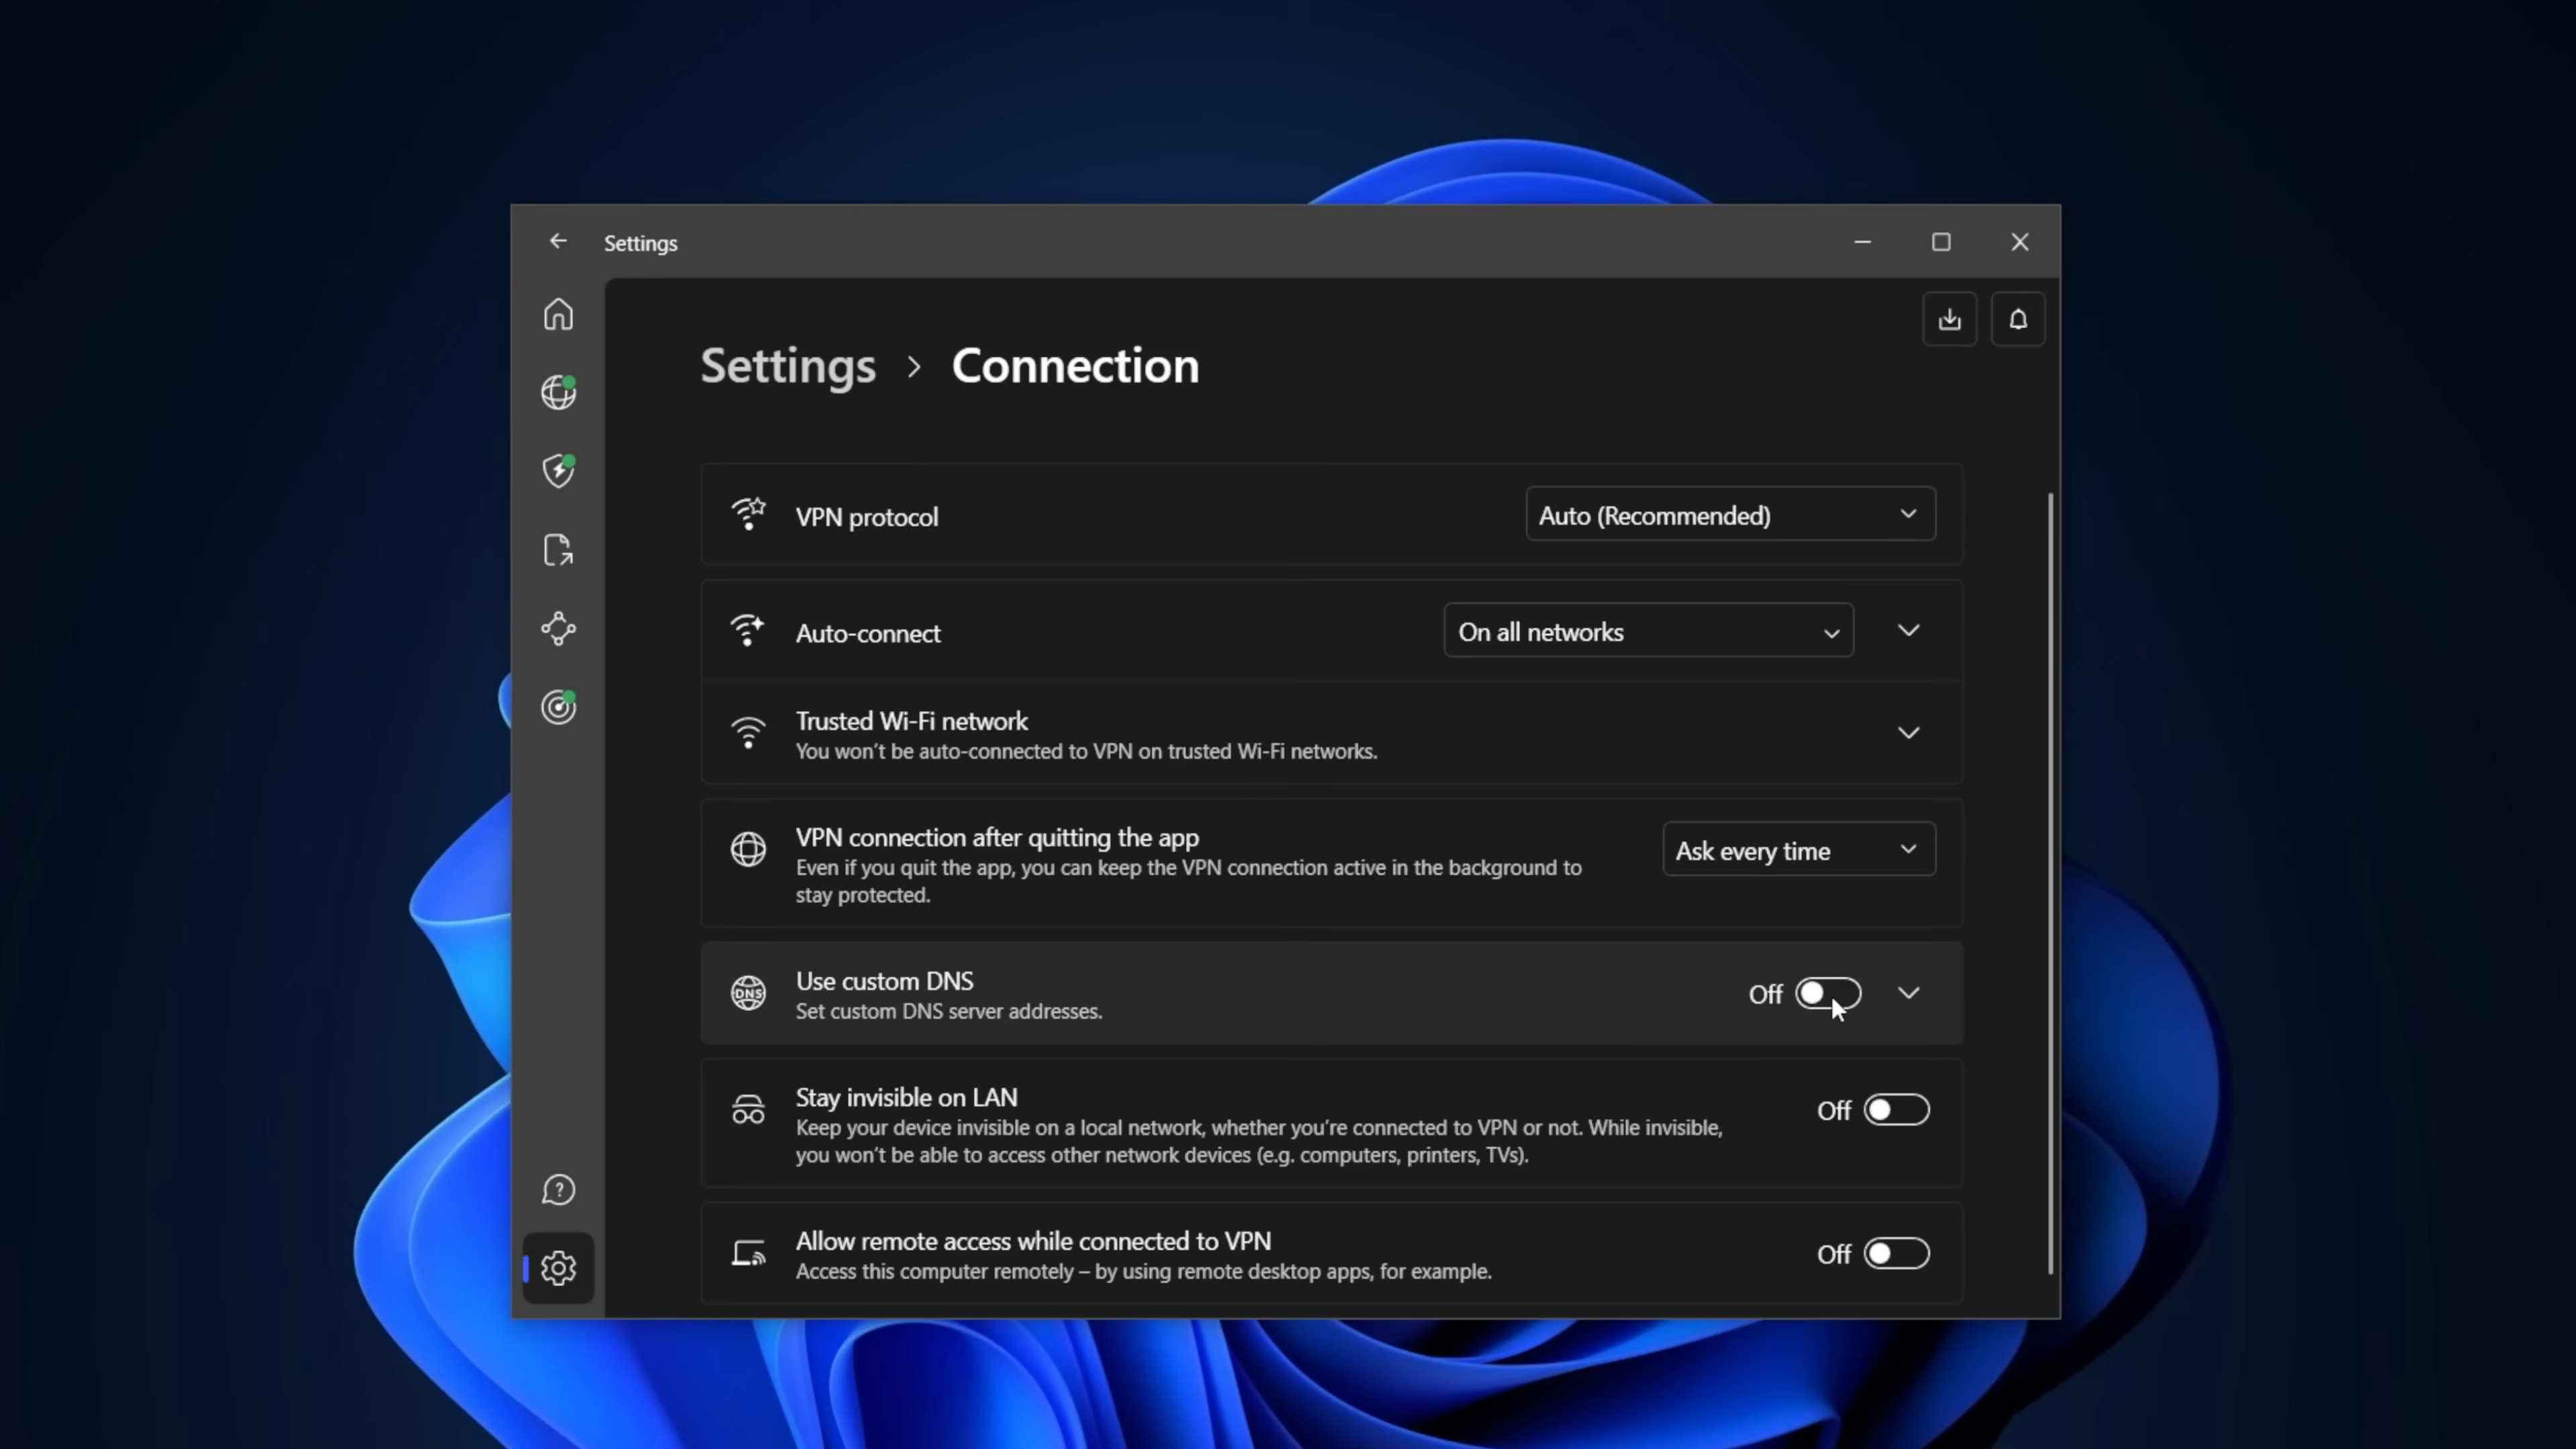 Settings
Settings > Connection
VPN protocol
Auto (Recommended)
Auto-connect
On all networks
Trusted Wi-Fi network
You won't be auto-connected to VPN on trusted Wi-Fi networks.
VPN connection after quitting the app
Ask every time
Even if you quit the app, you can keep the VPN connection active in the background to
stay protected.
DNS
Use custom DNS
Off
Set custom DNS server addresses.
Stay invisible on LAN
Off
Keep your device invisible on a local network, whether you're connected to VPN or not. While invisible,
you won't be able to access other network devices (e.g. computers, printers, TVs).
Allow remote access while connected to VPN
Off
Access this computer remotely – by using remote desktop apps, for example.